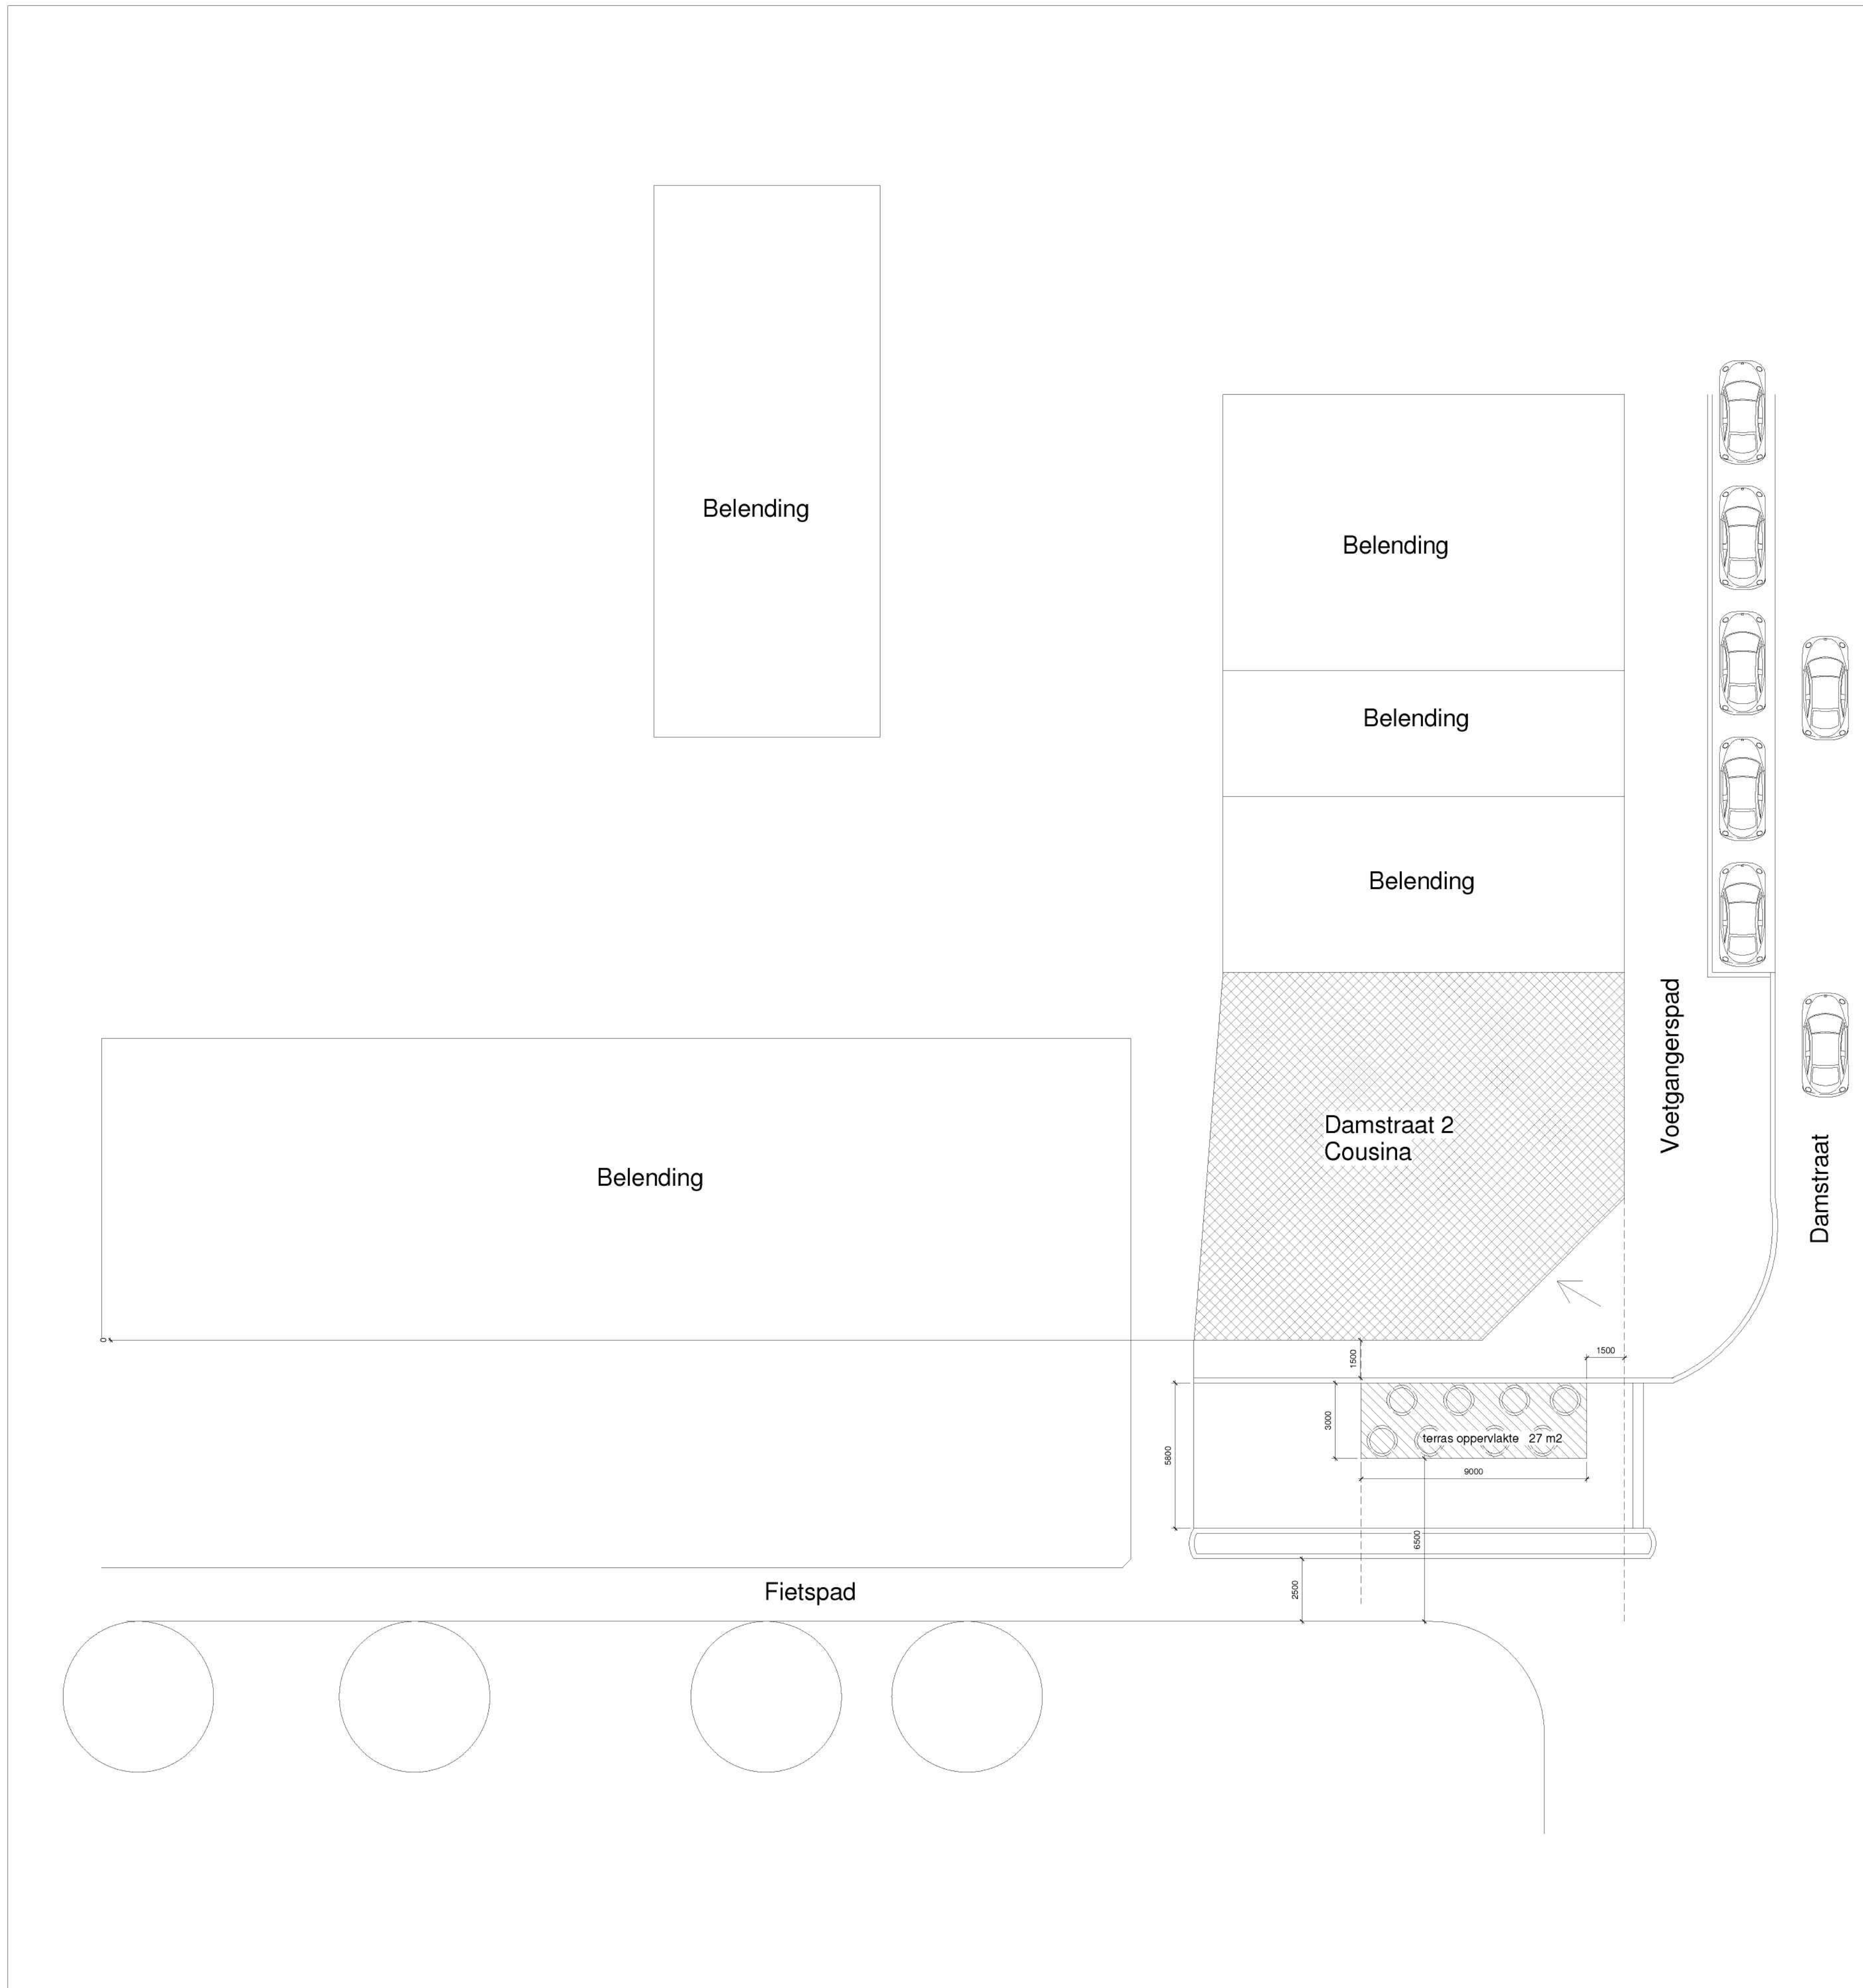 Belending
Belending
Belending
Belending
Voetgangerspad
Damstraat 2
Cousina
Damstraat
Belending
0
1500
1500
3000
terras oppervlakte 27 m2
5800
9000
6500
2500
Fietspad